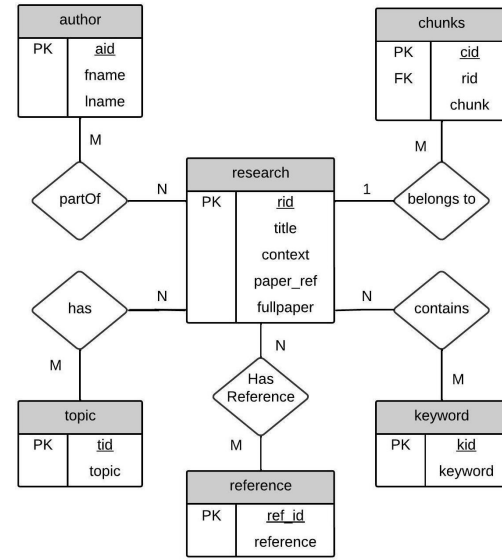 author
PK aid
fname
lname
M
partOf
N
chunks
PK cid
FK rid
chunk
M
belongs to
1
research
PK rid
title
context
paper_ref
fullpaper
has
N
M
contains
N
M
N
Has
Reference
M
topic
PK tid
topic
keyword
PK kid
keyword
reference
PK ref_id
reference